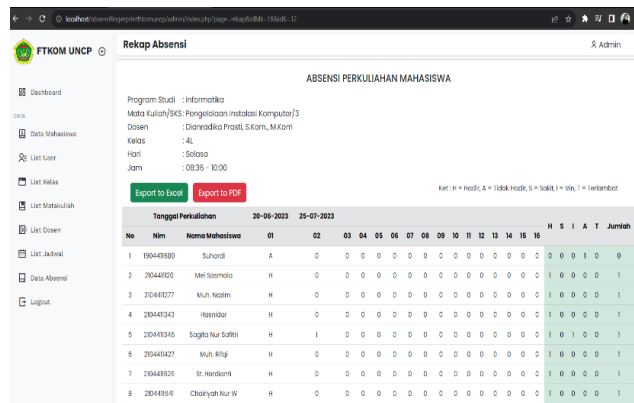 localhost/absensifingerprintftkomuncp/admin/index.php?page=rekap&idMk=18&idK=12
FTKOM UNCP
Rekap Absensi
Admin
Dashboard
DATA
Data Mahasiswa
List User
List Kelas
List Matakuliah
List Dosen
List Jadwal
Data Absensi
Logout
ABSENSI PERKULIAHAN MAHASISWA
Program Studi : Informatika
Mata Kuliah/SKS: Pengelolaan Instalasi Komputer/3
Dosen : Dianradika Prasti, S.Kom., M.Kom
Kelas : 4L
Hari : Selasa
Jam : 08:36 - 10:00
Export to Excel Export to PDF
Ket : H = Hadir, A = Tidak Hadir, S = Sakit, I = Izin, T = Terlambat
Tanggal Perkuliahan 20-06-2023 25-07-2023
No Nim Nama Mahasiswa 01 02 03 04 05 06 07 08 09 10 11 12 13 14 15 16 H S I A T Jumlah
1 1904411680 Suhardi A 0 0 0 0 0 0 0 0 0 0 0 0 0 0 0 0 0 0 1 0 0
2 2104411120 Mei Sasmala H 0 0 0 0 0 0 0 0 0 0 0 0 0 0 0 1 0 0 0 0 1
3 2104411277 Muh. Nazim H 0 0 0 0 0 0 0 0 0 0 0 0 0 0 0 1 0 0 0 0 1
4 2104411343 Hasnidar H 0 0 0 0 0 0 0 0 0 0 0 0 0 0 0 1 0 0 0 0 1
5 2104411346 Sagita Nur Safitri H I 0 0 0 0 0 0 0 0 0 0 0 0 0 0 1 0 1 0 0 1
6 2104411427 Muh. Rifqi H 0 0 0 0 0 0 0 0 0 0 0 0 0 0 0 1 0 0 0 0 1
7 2104411625 St. Hardianti H 0 0 0 0 0 0 0 0 0 0 0 0 0 0 0 1 0 0 0 0 1
8 2104411541 Choiriyah Nur W H 0 0 0 0 0 0 0 0 0 0 0 0 0 0 0 1 0 0 0 0 1